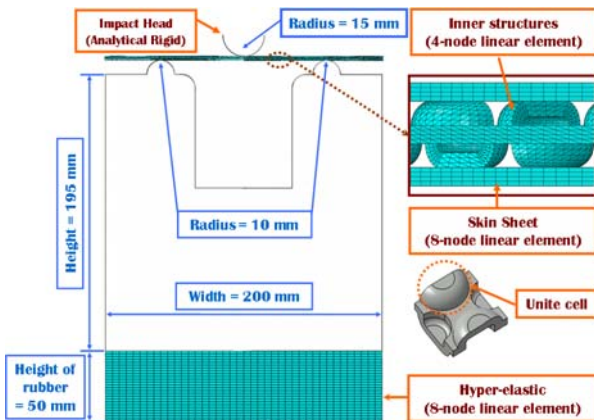 Impact Head
(Analytical Rigid)
Radius = 15 mm
Inner structures
(4-node linear element)
Height = 195 mm
Radius = 10 mm
Skin Sheet
(8-node linear element)
Width = 200 mm
Unite cell
Height of
rubber
= 50 mm
Hyper-elastic
(8-node linear element)